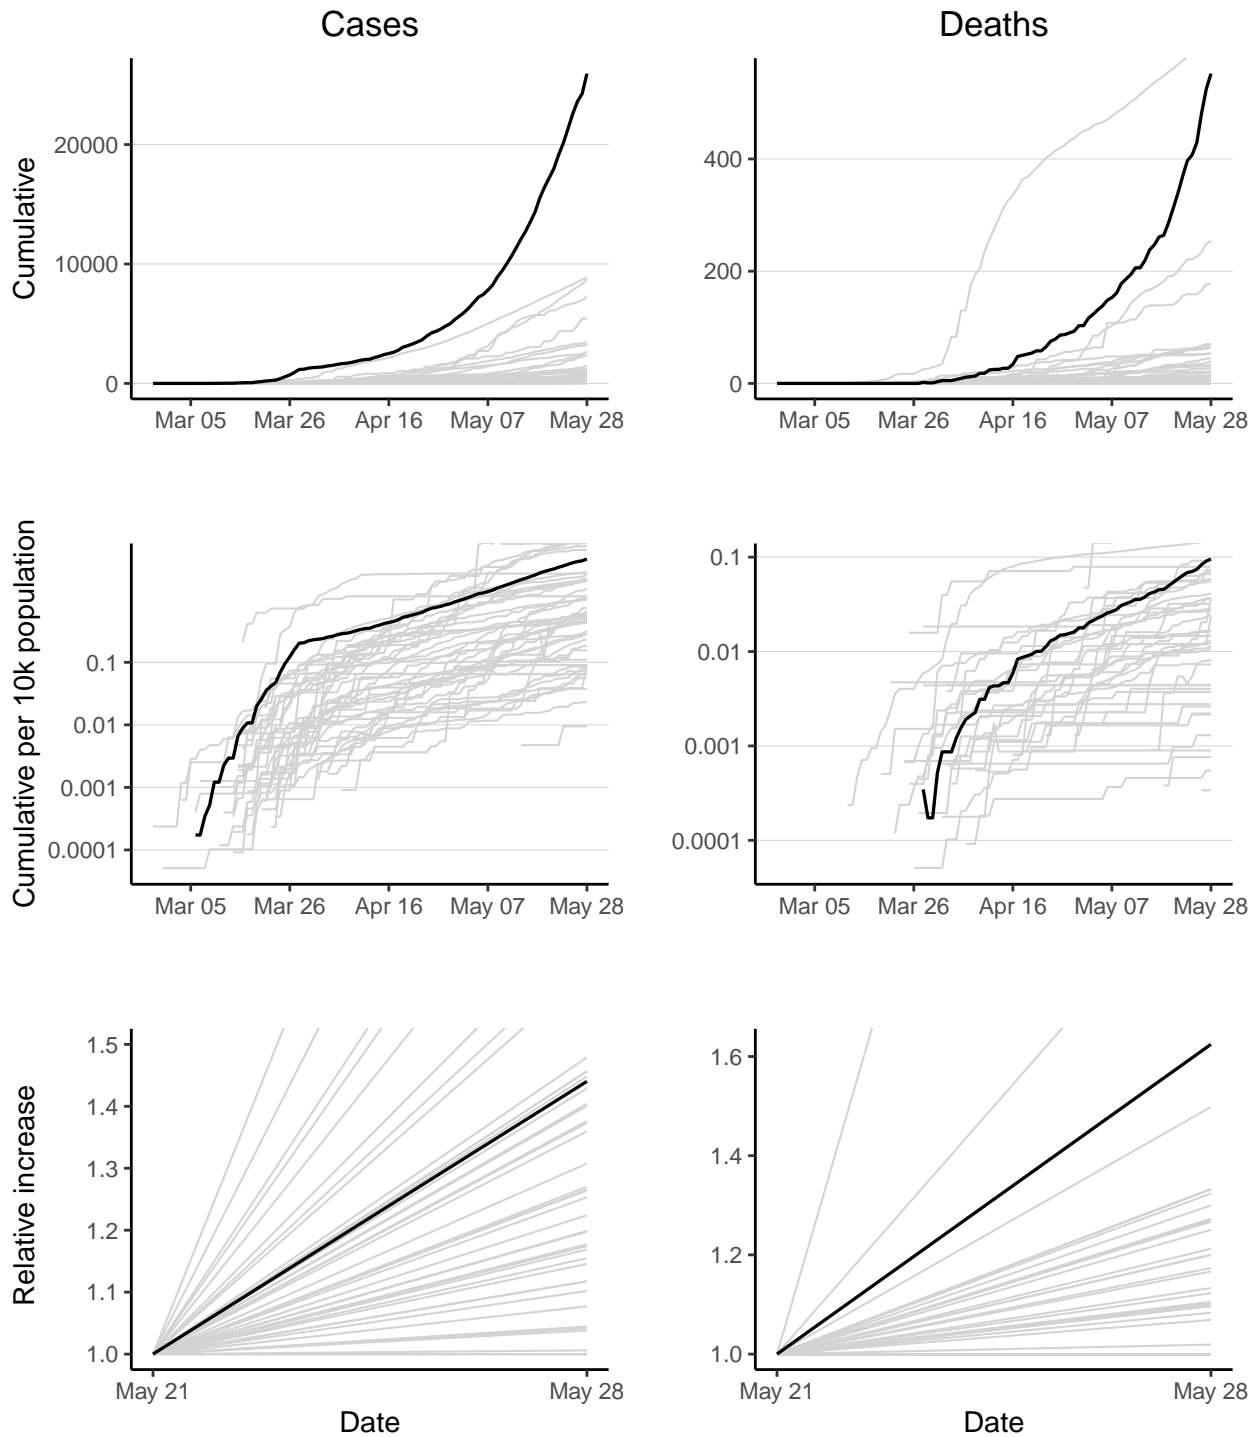 Cases
Deaths
Cumulative
20000
10000
0
Mar 05 Mar 26 Apr 16 May 07 May 28
400
200
0
Mar 05 Mar 26 Apr 16 May 07 May 28
Cumulative per 10k population
0.1
0.01
0.001
0.0001
Mar 05 Mar 26 Apr 16 May 07 May 28
0.1
0.01
0.001
0.0001
Mar 05 Mar 26 Apr 16 May 07 May 28
Relative increase
1.5
1.4
1.3
1.2
1.1
1.0
May 21 May 28
Date
1.6
1.4
1.2
1.0
May 21 May 28
Date